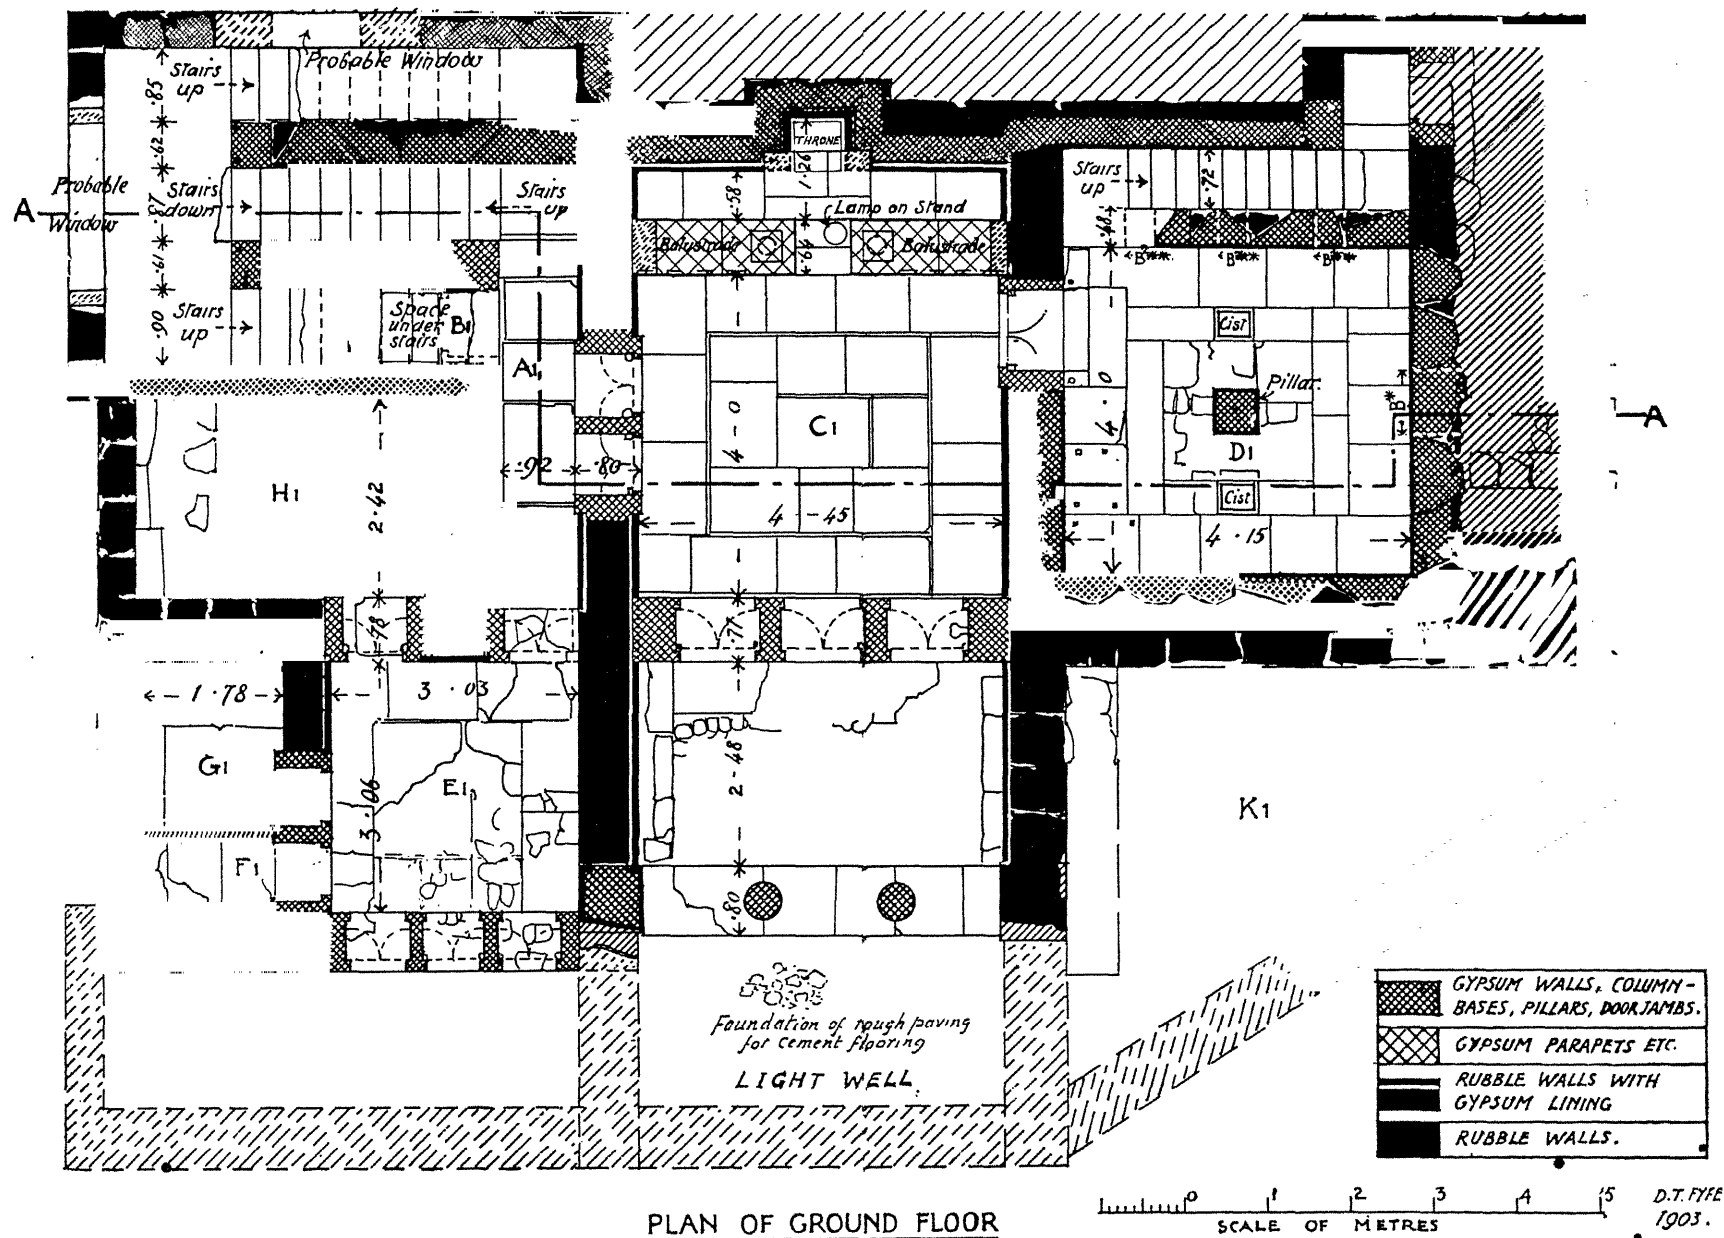 Probable Window
Stairs
up
.85
.62
THRONE
1.26
Stairs
up
.72
Probable
Window
A
Stairs
down
.97
Stairs
up
.58
Lamp on Stand
.48
.61
Balustrade
.64
Balustrade
B**
B**
B***
Stairs
up
.90
Space
under
stairs
B1
Cist
A1
4-0
4.0
Pillar.
B*
A
C1
D1
.92
.80
H1
2.42
Cist
4-45
4.15
.78
.77
1.78
3.03
G1
E1
3.06
2-48
K1
F1
.80
Foundation of rough paving
for cement flooring
LIGHT WELL
GYPSUM WALLS, COLUMN-
BASES, PILLARS, DOORJAMBS.
GYPSUM PARAPETS ETC.
RUBBLE WALLS WITH
GYPSUM LINING
RUBBLE WALLS.
0 1 2 3 4 5
SCALE OF METRES
D.T. FYFE
1903.
PLAN OF GROUND FLOOR